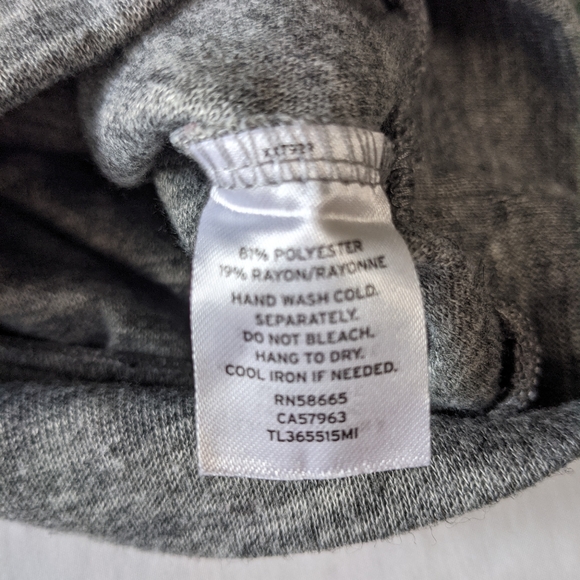 81% POLYESTER
19% RAYON/RAYONNE
HAND WASH COLD.
SEPARATELY.
DO NOT BLEACH.
HANG TO DRY.
COOL IRON IF NEEDED.
RN58665
CA57963
TL365515MI